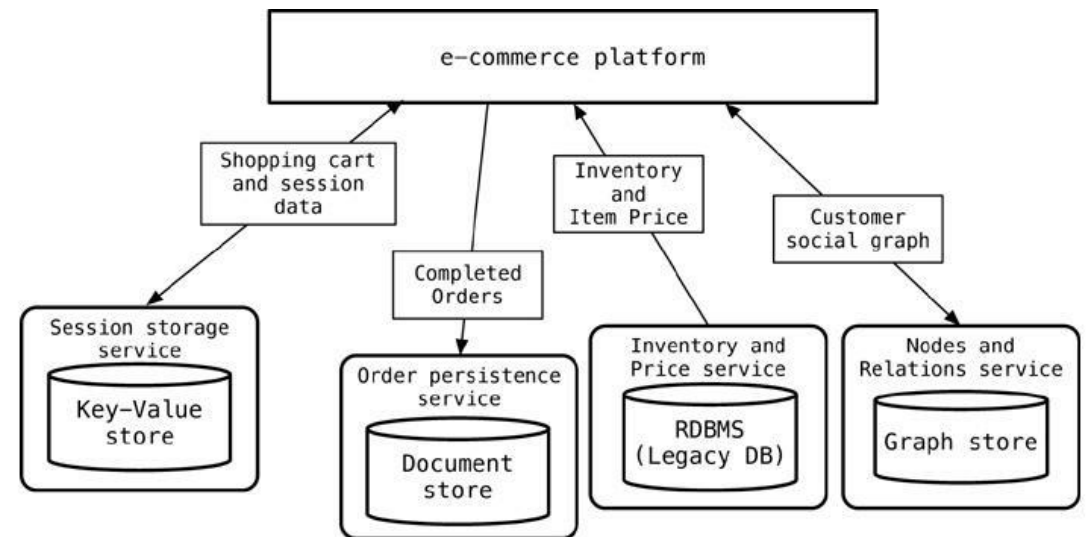 e-commerce platform
Shopping cart
and session
data
Inventory
and
Item Price
Customer
social graph
Completed
Orders
Session storage
service
Key-Value
store
Order persistence
service
Document
store
Inventory and
Price service
RDBMS
(Legacy DB)
Nodes and
Relations service
Graph store